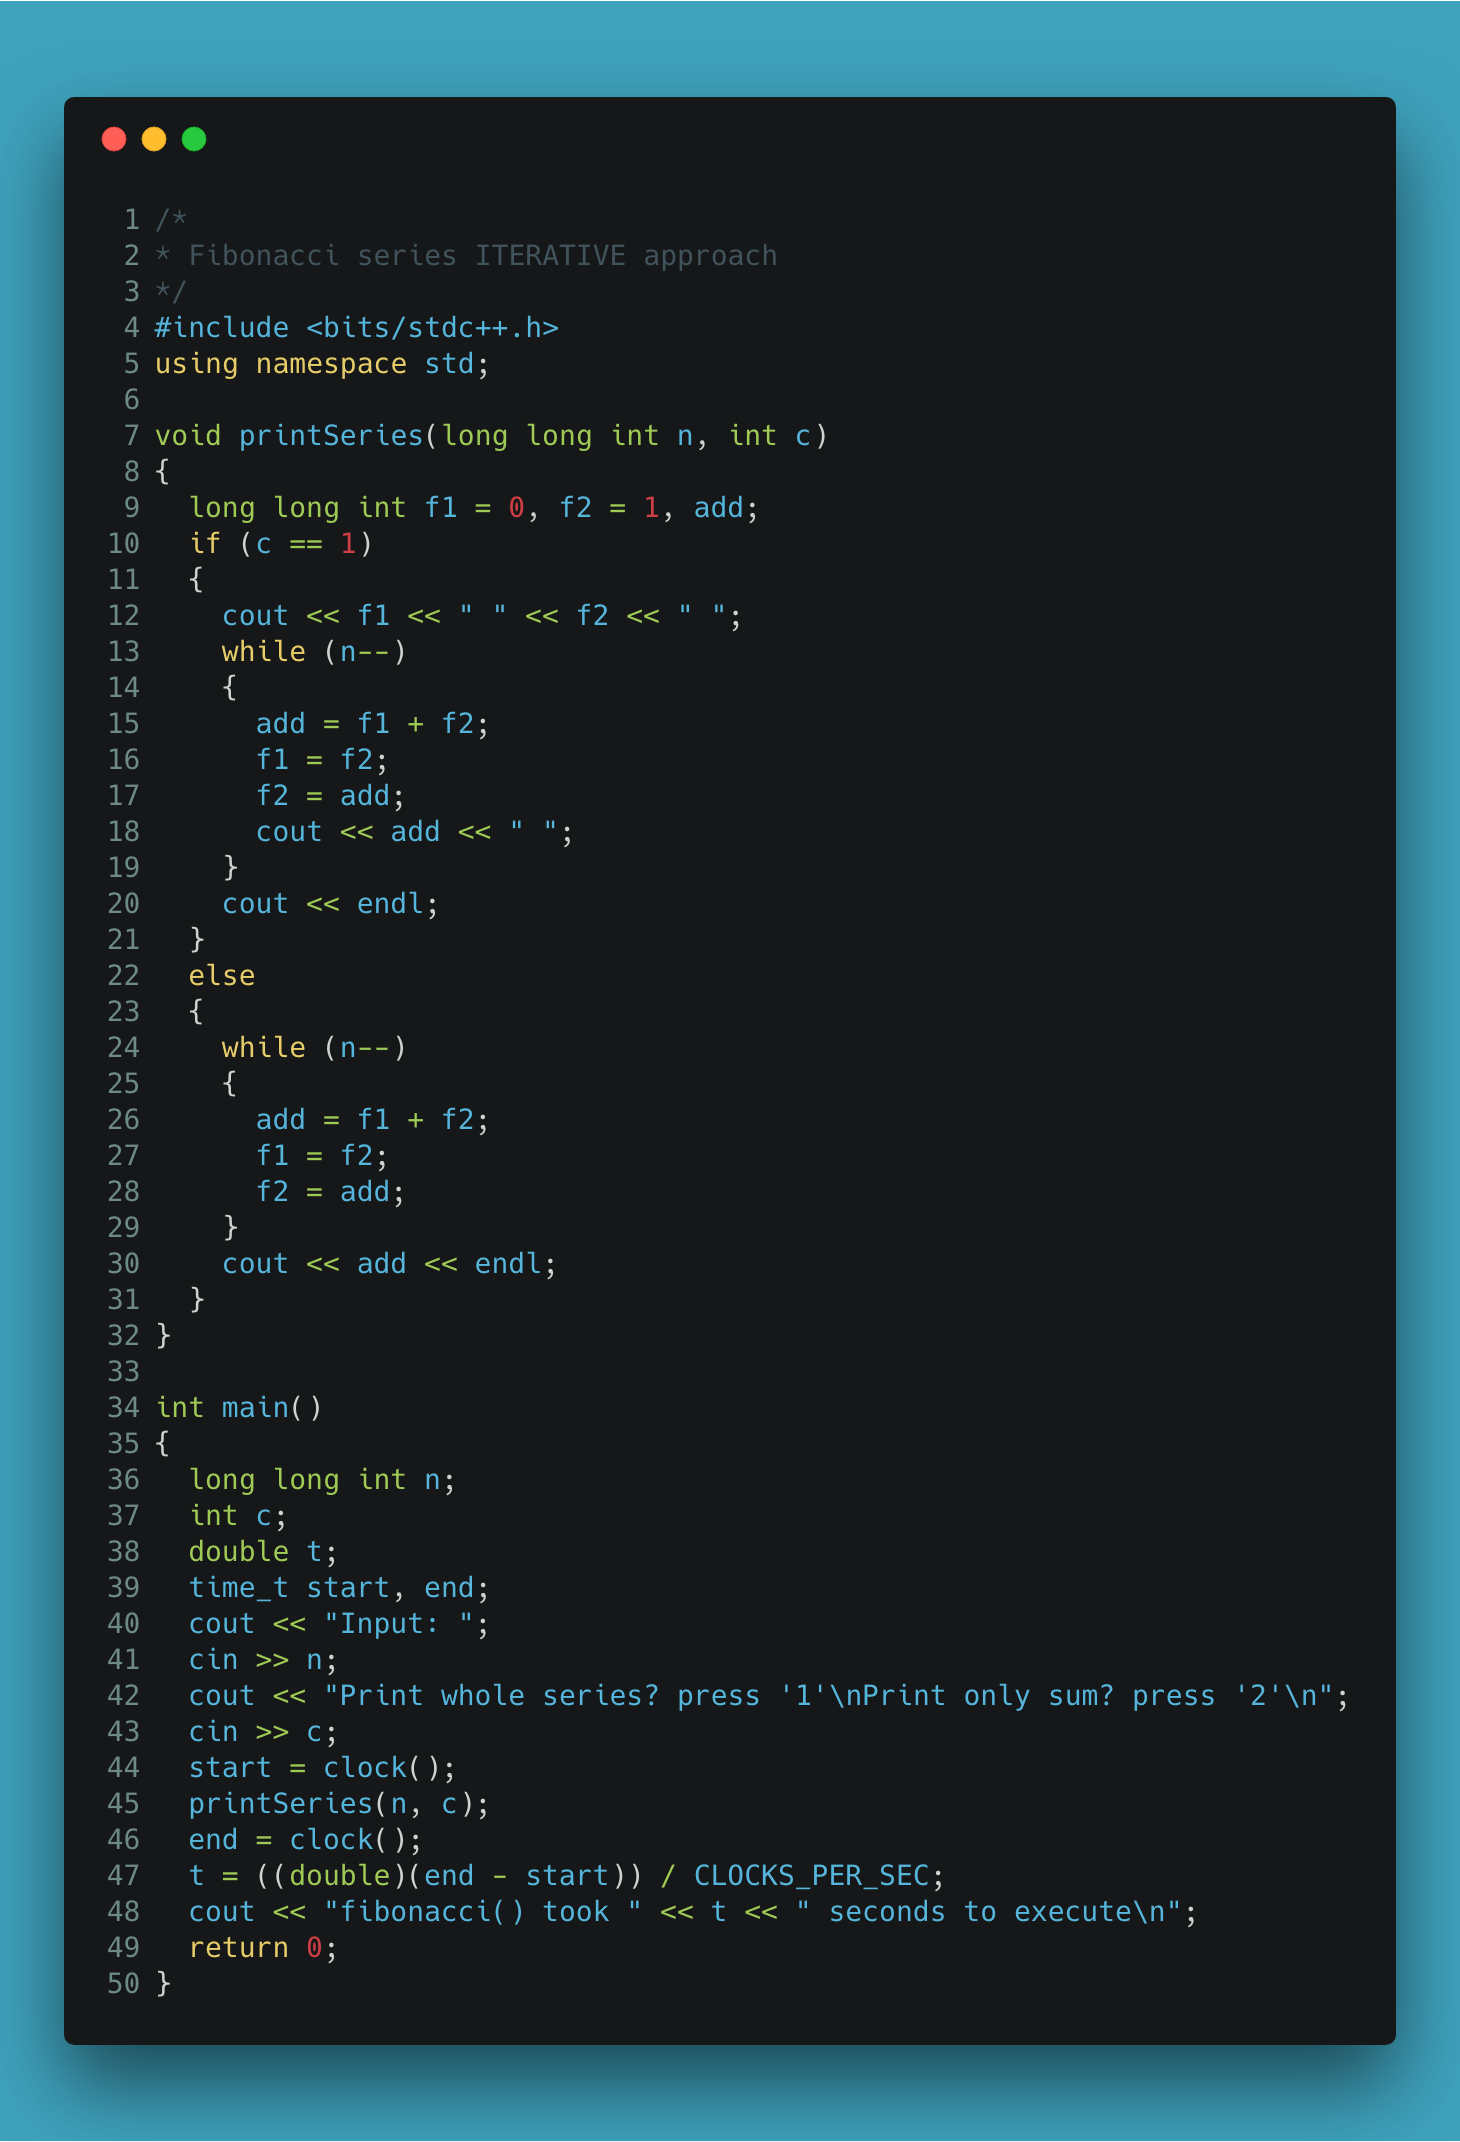 1 /*
2 * Fibonacci series ITERATIVE approach
3 */
4 #include <bits/stdc++.h>
5 using namespace std;
6
7 void printSeries(long long int n, int c)
8 {
9   long long int f1 = 0, f2 = 1, add;
10   if (c == 1)
11   {
12     cout << f1 << " " << f2 << " ";
13     while (n--)
14     {
15       add = f1 + f2;
16       f1 = f2;
17       f2 = add;
18       cout << add << " ";
19     }
20     cout << endl;
21   }
22   else
23   {
24     while (n--)
25     {
26       add = f1 + f2;
27       f1 = f2;
28       f2 = add;
29     }
30     cout << add << endl;
31   }
32 }
33
34 int main()
35 {
36   long long int n;
37   int c;
38   double t;
39   time_t start, end;
40   cout << "Input: ";
41   cin >> n;
42   cout << "Print whole series? press '1'\nPrint only sum? press '2'\n";
43   cin >> c;
44   start = clock();
45   printSeries(n, c);
46   end = clock();
47   t = ((double)(end - start)) / CLOCKS_PER_SEC;
48   cout << "fibonacci() took " << t << " seconds to execute\n";
49   return 0;
50 }